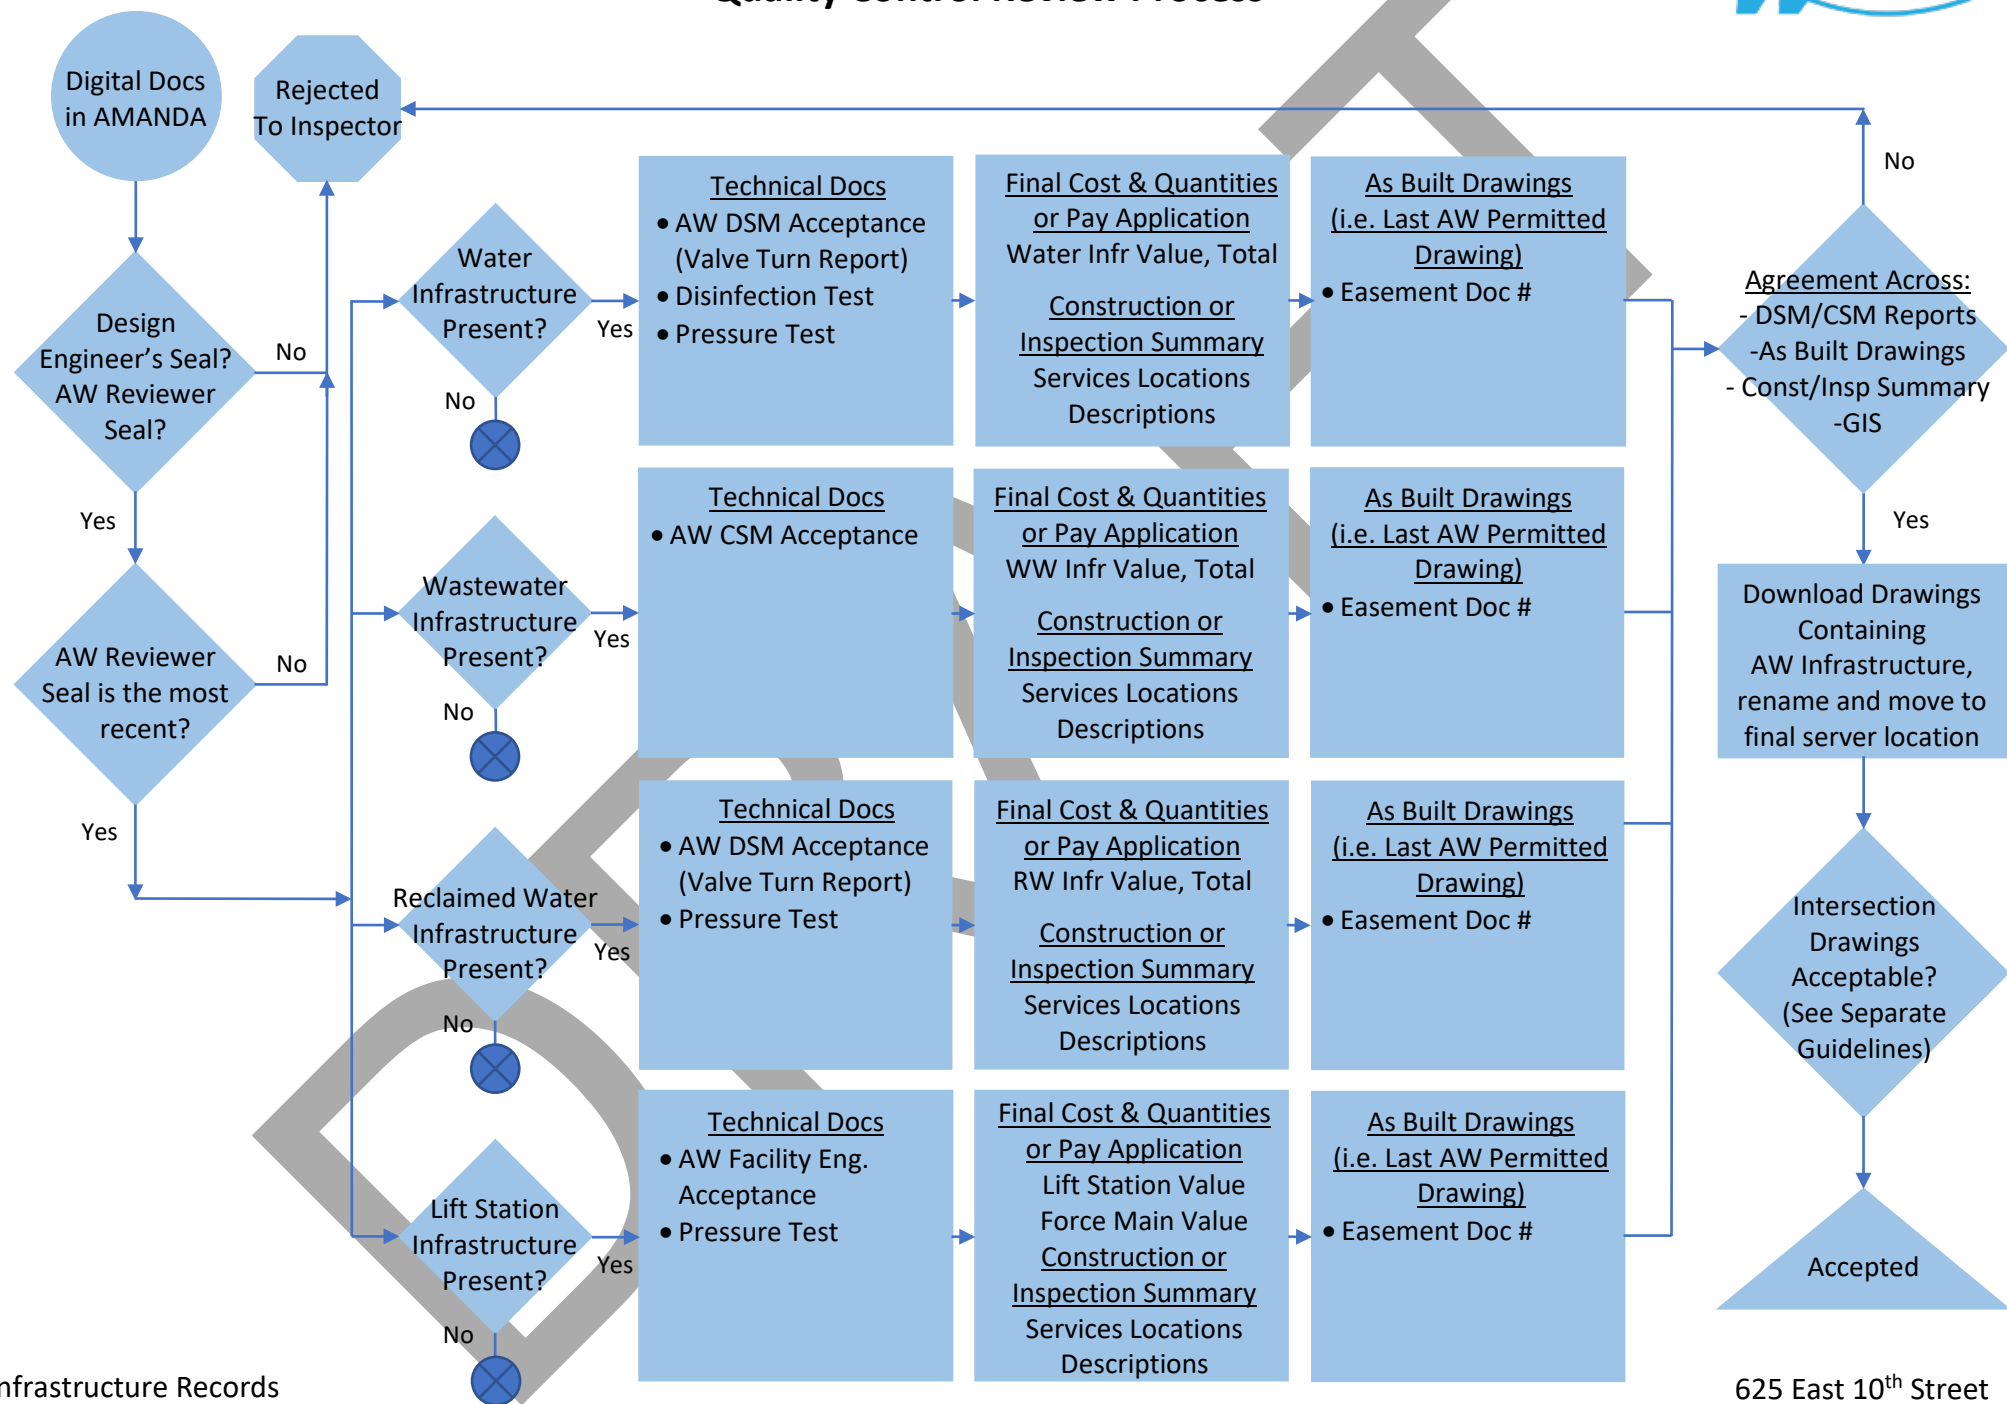 Quality Control Review Process
Digital Docs
in AMANDA
Rejected
To Inspector
Design
Engineer’s Seal?
AW Reviewer
Seal?
No
Yes
AW Reviewer
Seal is the most
recent?
No
Yes
Water
Infrastructure
Present?
Yes
No
Technical Docs
• AW DSM Acceptance
(Valve Turn Report)
• Disinfection Test
• Pressure Test
Final Cost & Quantities
or Pay Application
Water Infr Value, Total
Construction or
Inspection Summary
Services Locations
Descriptions
As Built Drawings
(i.e. Last AW Permitted
Drawing)
• Easement Doc #
Wastewater
Infrastructure
Present?
Yes
No
Technical Docs
• AW CSM Acceptance
Final Cost & Quantities
or Pay Application
WW Infr Value, Total
Construction or
Inspection Summary
Services Locations
Descriptions
As Built Drawings
(i.e. Last AW Permitted
Drawing)
• Easement Doc #
Reclaimed Water
Infrastructure
Present?
Yes
No
Technical Docs
• AW DSM Acceptance
(Valve Turn Report)
• Pressure Test
Final Cost & Quantities
or Pay Application
RW Infr Value, Total
Construction or
Inspection Summary
Services Locations
Descriptions
As Built Drawings
(i.e. Last AW Permitted
Drawing)
• Easement Doc #
Lift Station
Infrastructure
Present?
Yes
No
Technical Docs
• AW Facility Eng.
Acceptance
• Pressure Test
Final Cost & Quantities
or Pay Application
Lift Station Value
Force Main Value
Construction or
Inspection Summary
Services Locations
Descriptions
As Built Drawings
(i.e. Last AW Permitted
Drawing)
• Easement Doc #
No
Agreement Across:
- DSM/CSM Reports
-As Built Drawings
- Const/Insp Summary
-GIS
Yes
Download Drawings
Containing
AW Infrastructure,
rename and move to
final server location
Intersection
Drawings
Acceptable?
(See Separate
Guidelines)
Accepted
nfrastructure Records
625 East 10th Street